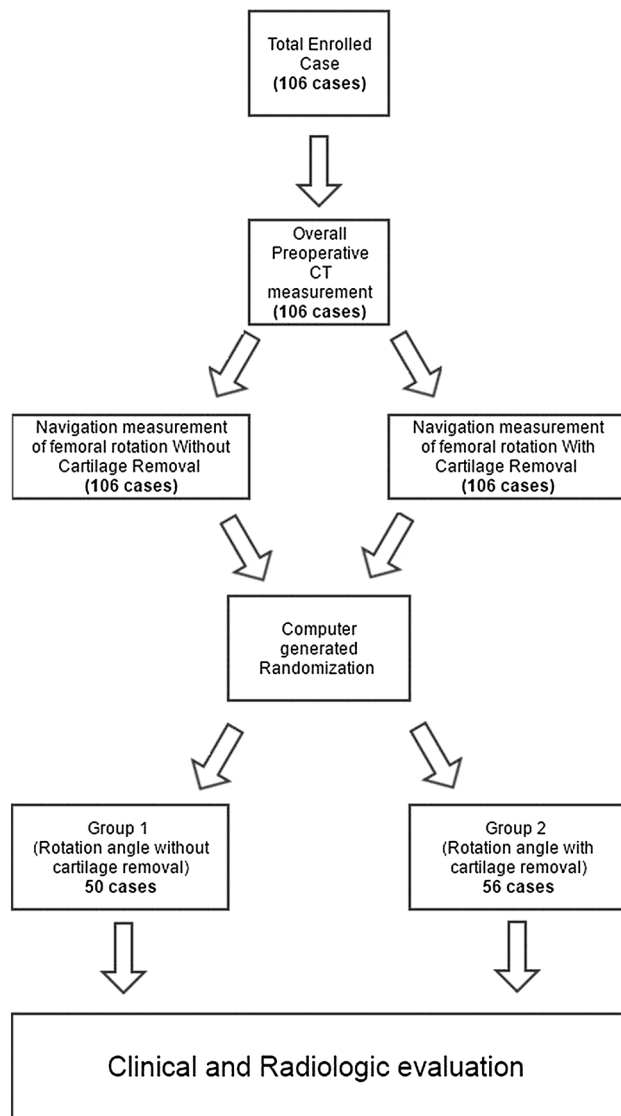 Total Enrolled
Case
(106 cases)
Overall
Preoperative
CT
measurement
(106 cases)
Navigation measurement
of femoral rotation Without
Cartilage Removal
(106 cases)
Navigation measurement
of femoral rotation With
Cartilage Removal
(106 cases)
Computer
generated
Randomization
Group 1
(Rotation angle without
cartilage removal)
50 cases
Group 2
(Rotation angle with
cartilage removal)
56 cases
Clinical and Radiologic evaluation